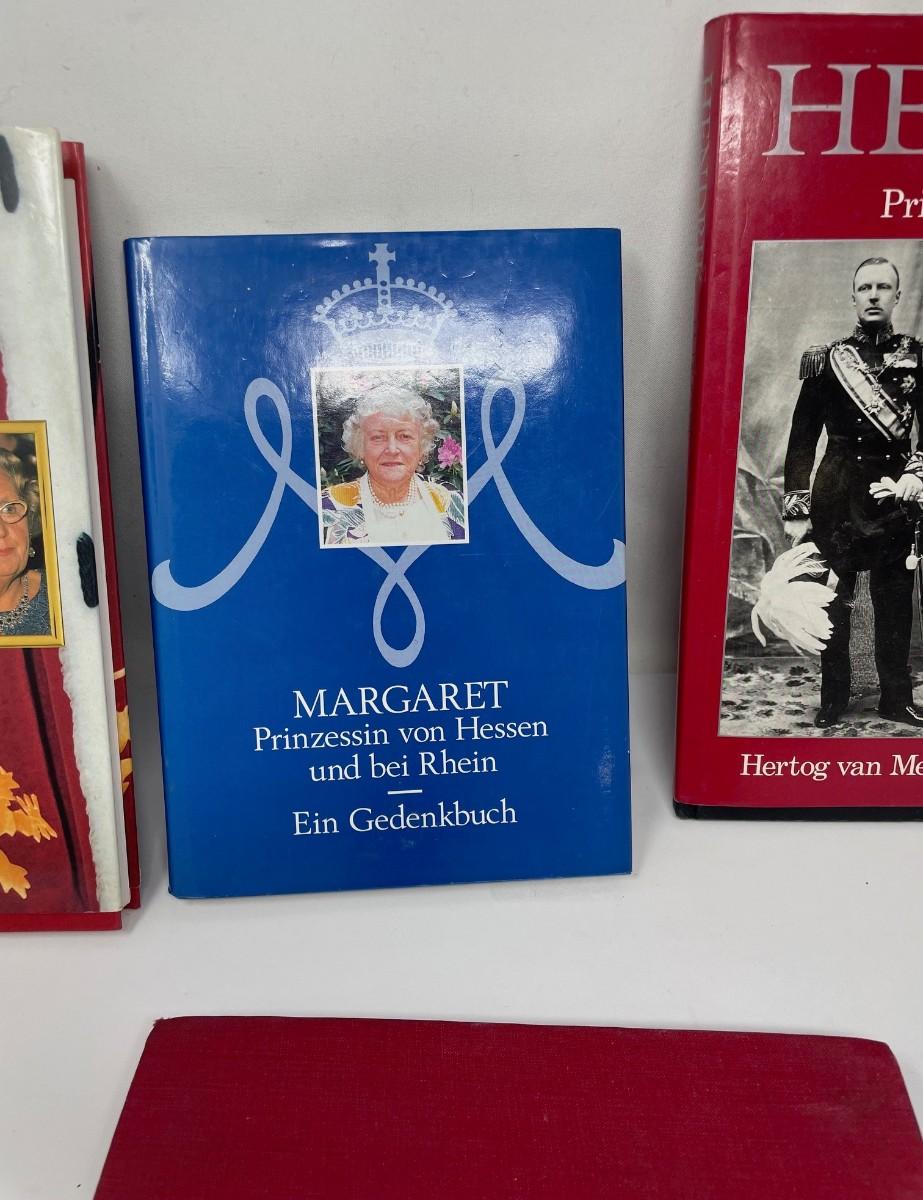 MARGARET
Prinzessin von Hessen
und bei Rhein
Ein Gedenkbuch
HE
Pri
Hertog van Me